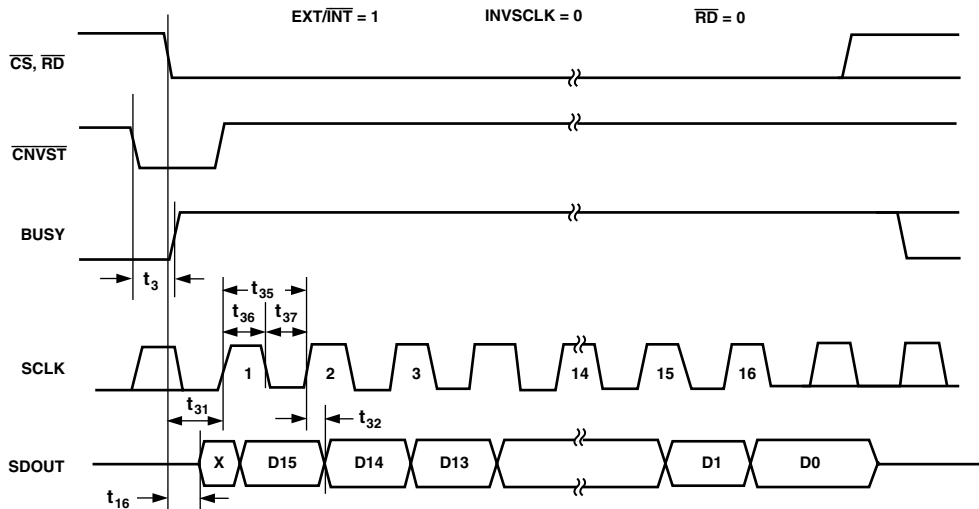 EXT/INT = 1 INVSCLK = 0 RD = 0
CS, RD
CNVST
BUSY
t3
t35
t36 t37
SCLK
1 2 3 14 15 16
t31
t32
SDOUT
X D15 D14 D13 D1 D0
t16